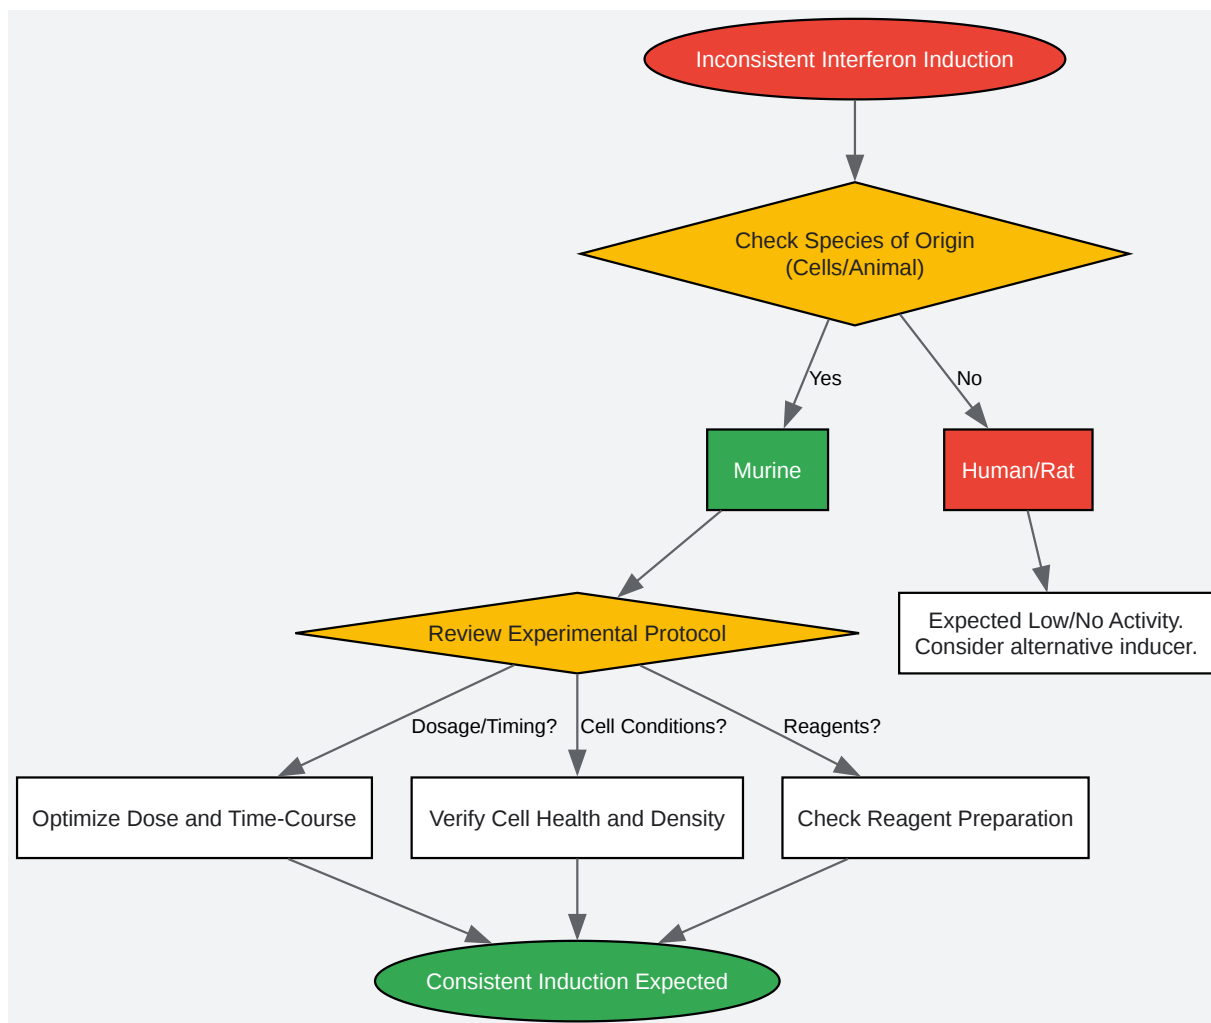 Inconsistent Interferon Induction
Check Species of Origin
(Cells/Animal)
Yes
No
Murine
Human/Rat
Expected Low/No Activity.
Consider alternative inducer.
Review Experimental Protocol
Dosage/Timing?
Cell Conditions?
Reagents?
Optimize Dose and Time-Course
Verify Cell Health and Density
Check Reagent Preparation
Consistent Induction Expected